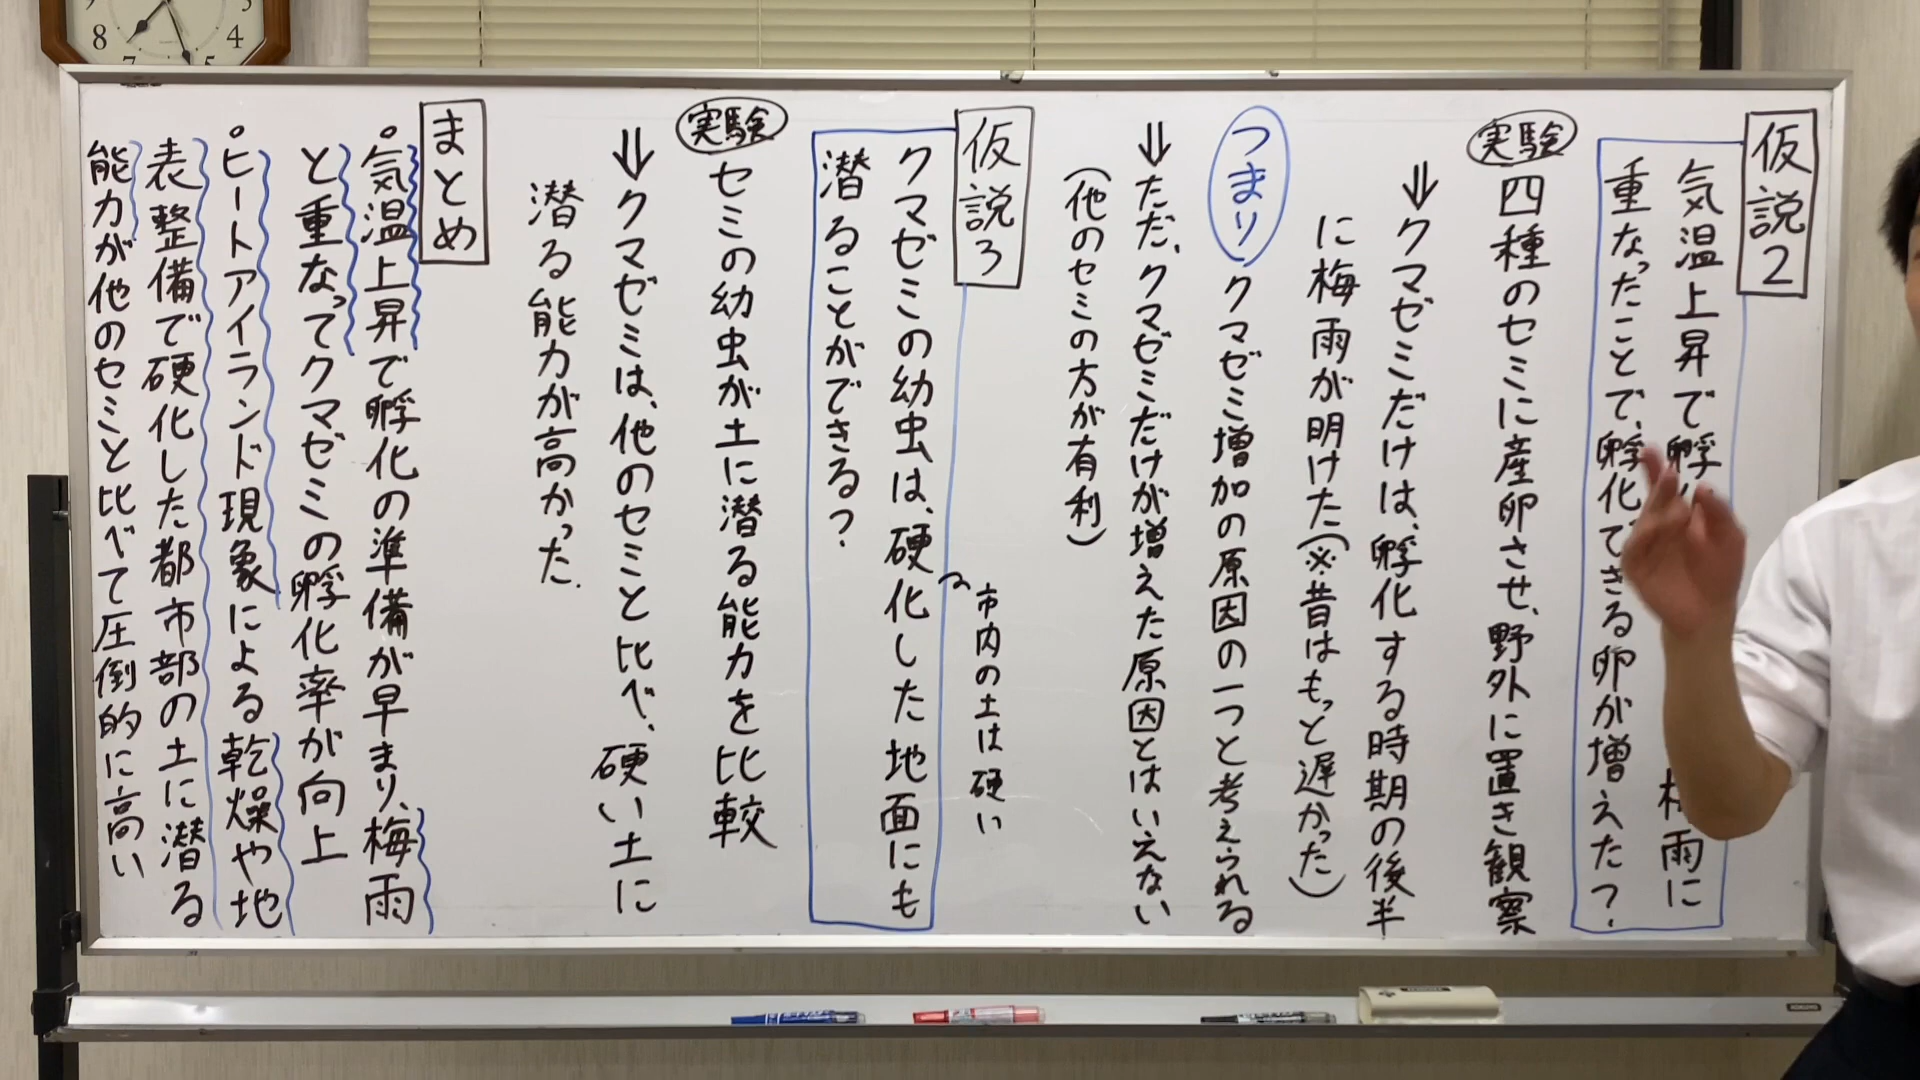 仮説2
気温上昇で孵
雨に
重なったことで、孵化できる卵が増えた?
実験
四種のセミに産卵させ、野外に置き観察
⇓クマゼミだけは、孵化する時期の後半
に梅雨が明けた(※昔はもっと遅かった)
つまり
クマゼミ増加の原因の一つと考えられる
⇓ただ、クマゼミだけが増えた原因とはいえない
(他のセミの方が有利)
仮説3
市内の土は硬い
クマゼミの幼虫は、硬化した地面にも
潜ることができる?
実験
セミの幼虫が土に潜る能力を比較
⇓クマゼミは、他のセミと比べ、硬い土に
潜る能力が高かった.
まとめ
。気温上昇で孵化の準備が早まり、梅雨
と重なってクマゼミの孵化率が向上
。ヒートアイランド現象による乾燥や地
表整備で硬化した都市部の土に潜る
能力が他のセミと比べて圧倒的に高い
9
8
7
3
4
5